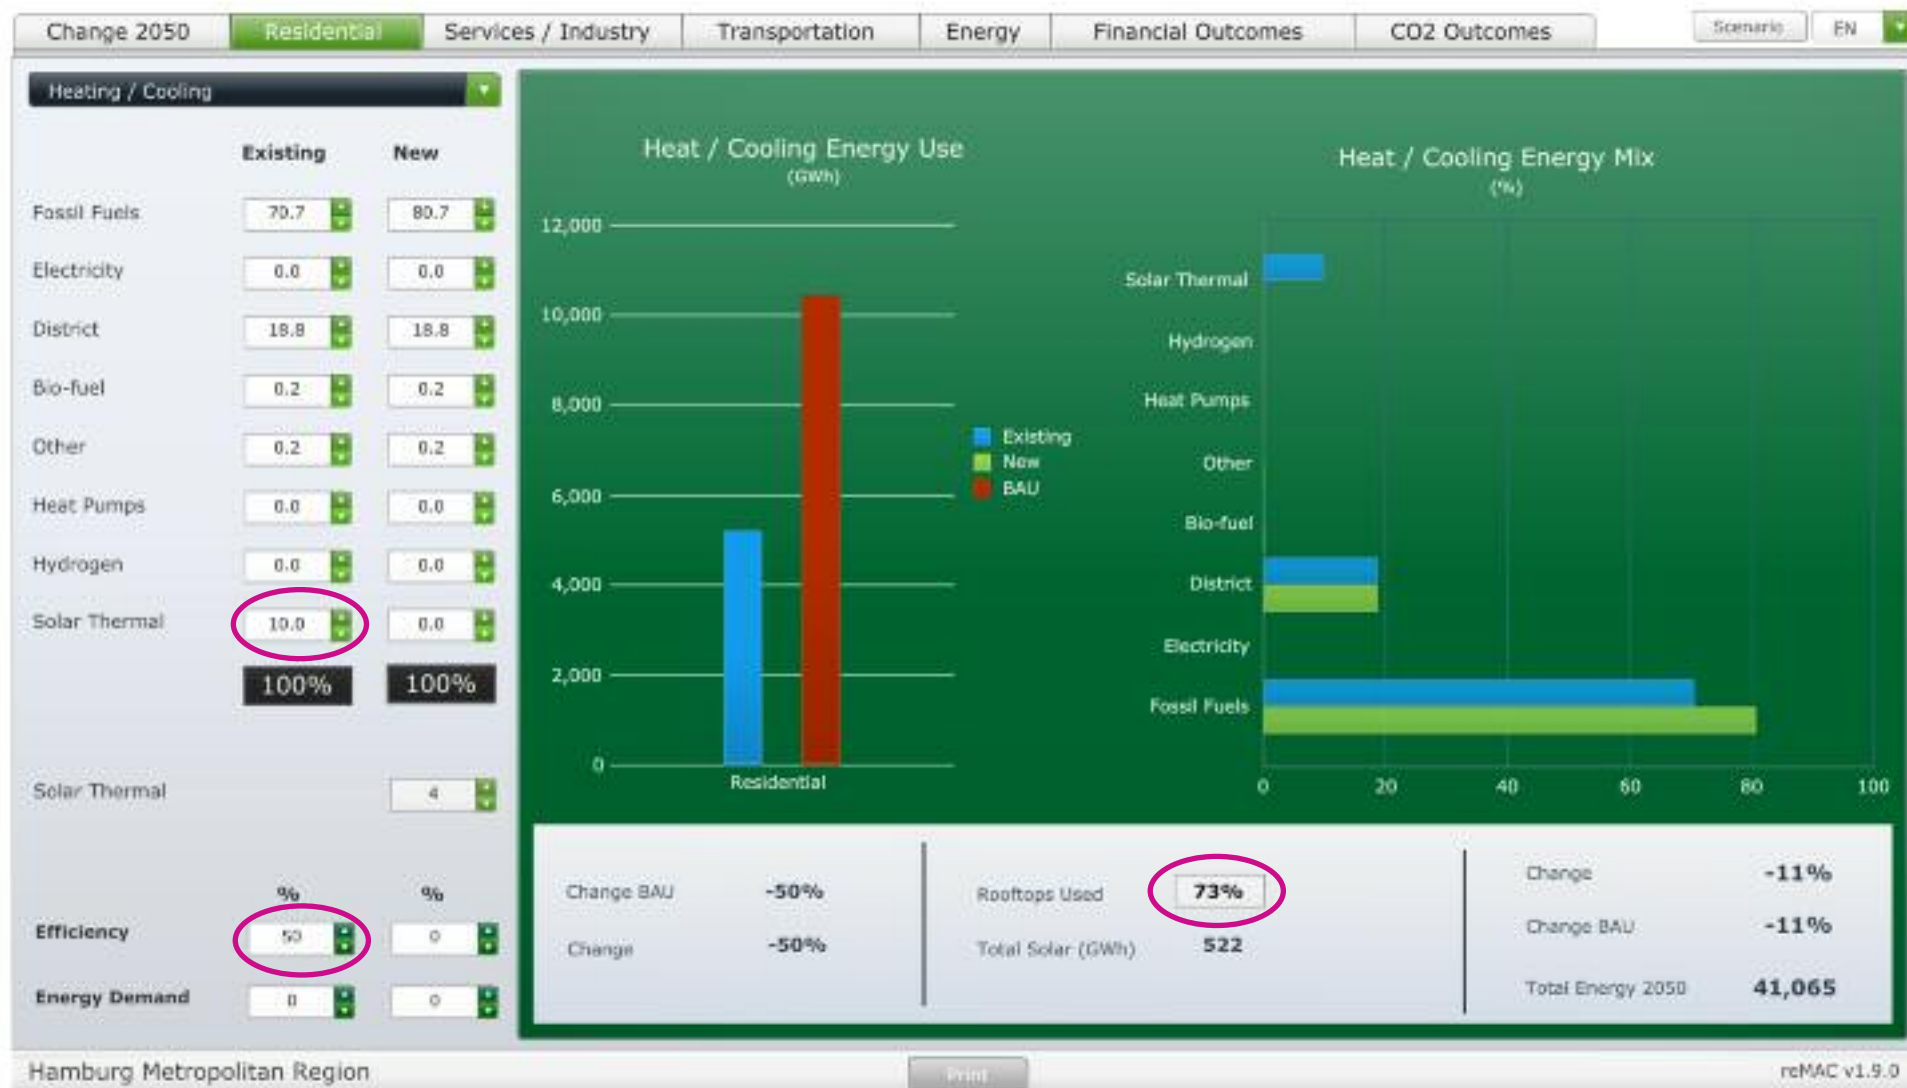 Change 2050 Residential Services / Industry Transportation Energy Financial Outcomes CO2 Outcomes Scenario EN
Heating / Cooling
Existing New
Fossil Fuels 70.7 80.7
Electricity 0.0 0.0
District 18.8 18.8
Bio-fuel 0.2 0.2
Other 0.2 0.2
Heat Pumps 0.0 0.0
Hydrogen 0.0 0.0
Solar Thermal 10.0 0.0
100% 100%
Solar Thermal 4
% %
Efficiency 50 0
Energy Demand 0 0
Heat / Cooling Energy Use
(GWh)
12,000
10,000
8,000
6,000
4,000
2,000
0
Residential
Existing
New
BAU
Heat / Cooling Energy Mix
(%)
Solar Thermal
Hydrogen
Heat Pumps
Other
Bio-fuel
District
Electricity
Fossil Fuels
0 20 40 60 80 100
Change BAU -50%
Change -50%
Rooftops Used 73%
Total Solar (GWh) 522
Change -11%
Change BAU -11%
Total Energy 2050 41,065
Hamburg Metropolitan Region Print reMAC v1.9.0